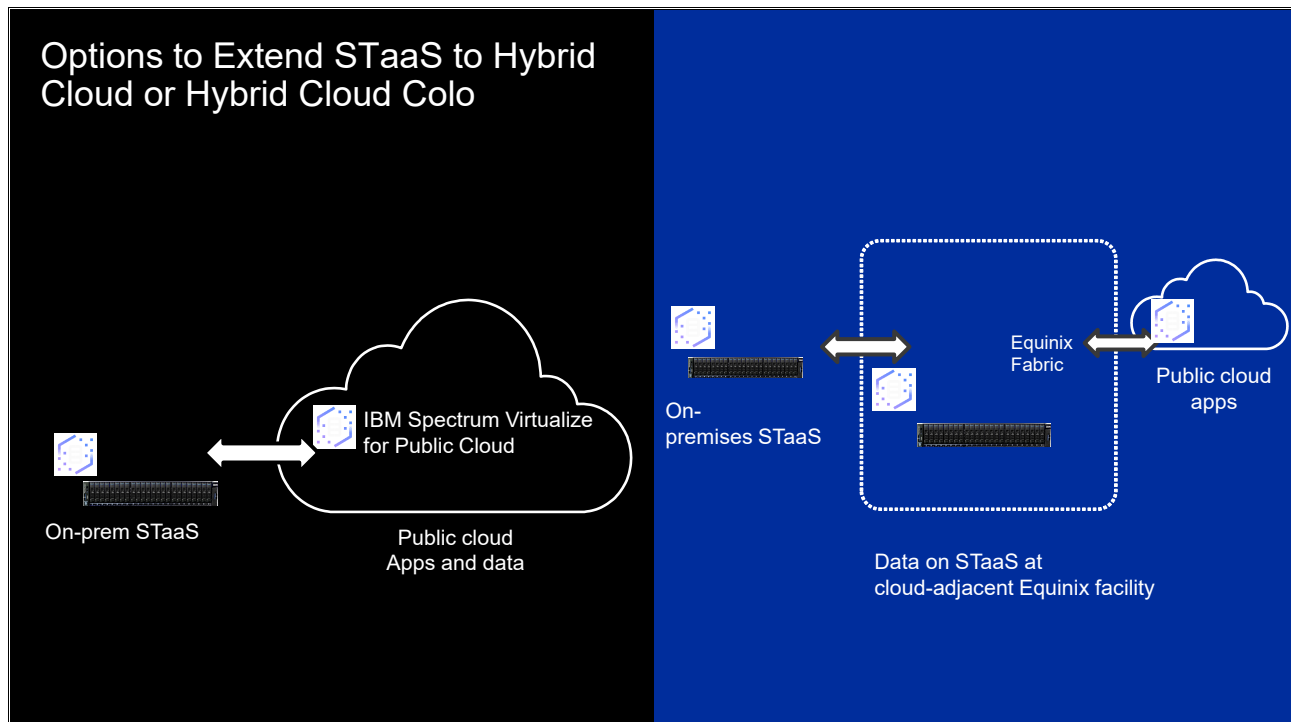 Options to Extend STaaS to Hybrid
Cloud or Hybrid Cloud Colo
IBM Spectrum Virtualize
for Public Cloud
On-prem STaaS
Public cloud
Apps and data
On-
premises STaaS
Equinix
Fabric
Public cloud
apps
Data on STaaS at
cloud-adjacent Equinix facility